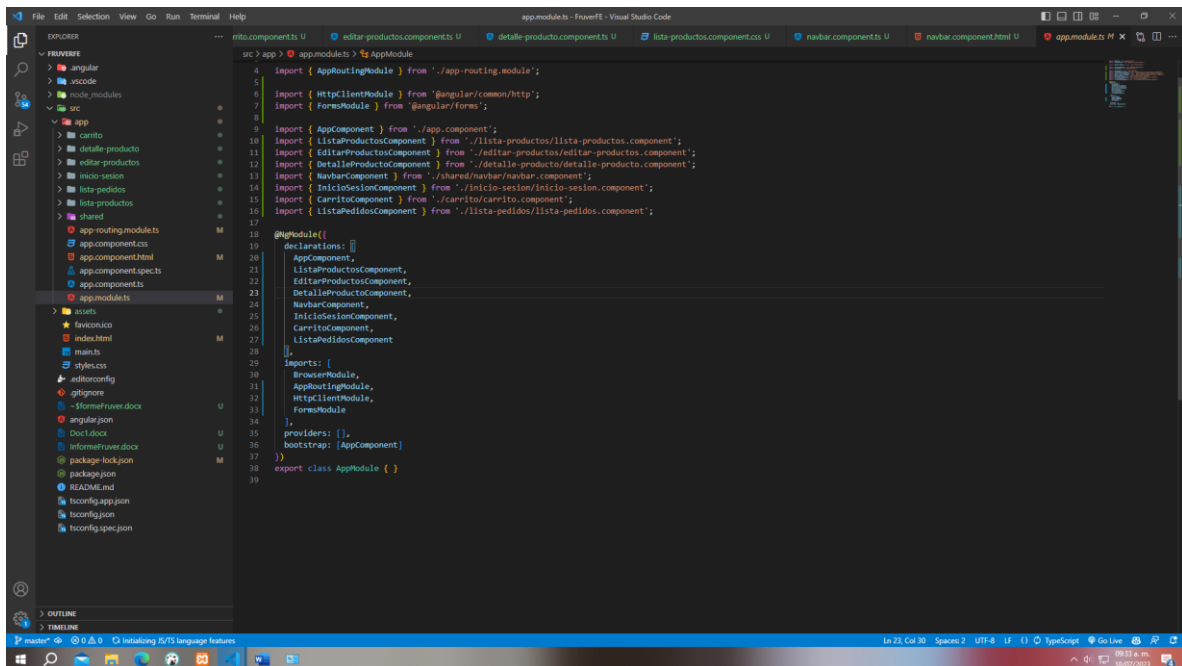 File Edit Selection View Go Run Terminal Help
app.module.ts - FruverFE - Visual Studio Code
EXPLORER
FRUVERFE
.angular
.vscode
node_modules
src
app
carrito
detalle-producto
editar-productos
inicio-sesion
lista-pedidos
lista-productos
shared
app-routing.module.ts M
app.component.css
app.component.html M
app.component.spec.ts
app.component.ts
app.module.ts M
assets
favicon.ico
index.html M
main.ts
styles.css
.editorconfig
.gitignore
~$formeFruver.docx U
angular.json
Doc1.docx U
InformeFruver.docx U
package-lock.json M
package.json
README.md
tsconfig.app.json
tsconfig.json
tsconfig.spec.json
OUTLINE
TIMELINE
rrito.component.ts U editar-productos.component.ts U detalle-producto.component.ts U lista-productos.component.css U navbar.component.ts U navbar.component.html U app.module.ts M
src > app > app.module.ts > AppModule
4 import { AppRoutingModule } from './app-routing.module';
5
6 import { HttpClientModule } from '@angular/common/http';
7 import { FormsModule } from '@angular/forms';
8
9 import { AppComponent } from './app.component';
10 import { ListaProductosComponent } from './lista-productos/lista-productos.component';
11 import { EditarProductosComponent } from './editar-productos/editar-productos.component';
12 import { DetalleProductoComponent } from './detalle-producto/detalle-producto.component';
13 import { NavbarComponent } from './shared/navbar/navbar.component';
14 import { InicioSesionComponent } from './inicio-sesion/inicio-sesion.component';
15 import { CarritoComponent } from './carrito/carrito.component';
16 import { ListaPedidosComponent } from './lista-pedidos/lista-pedidos.component';
17
18 @NgModule({
19 declarations: [
20 AppComponent,
21 ListaProductosComponent,
22 EditarProductosComponent,
23 DetalleProductoComponent,
24 NavbarComponent,
25 InicioSesionComponent,
26 CarritoComponent,
27 ListaPedidosComponent
28 ],
29 imports: [
30 BrowserModule,
31 AppRoutingModule,
32 HttpClientModule,
33 FormsModule
34 ],
35 providers: [],
36 bootstrap: [AppComponent]
37 })
38 export class AppModule { }
39
master* 0 0 Initializing JS/TS language features
Ln 23, Col 30 Spaces: 2 UTF-8 LF {} TypeScript Go Live
09:33 a. m.
18/07/2023